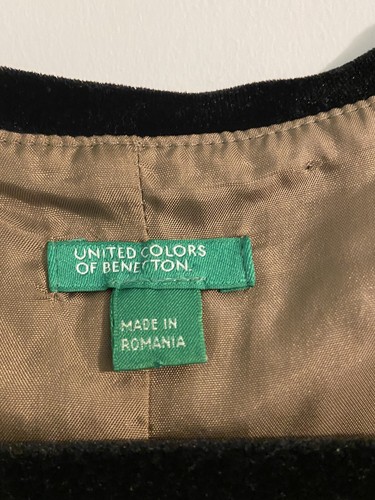 UNITED COLORS
OF BENETTON.
MADE IN
ROMANIA